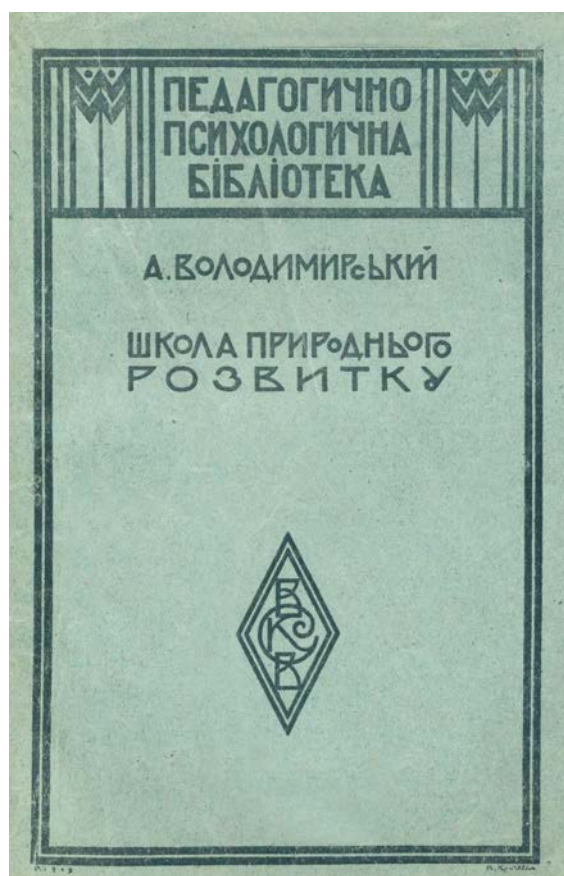 ПЕДАГОГИЧНО
ПСИХОЛОГИЧНА
БІБЛІОТЕКА
А. ВОЛОДИМИРСЬКИЙ
ШКОЛА ПРИРОДНЬОГО
РОЗВИТКУ